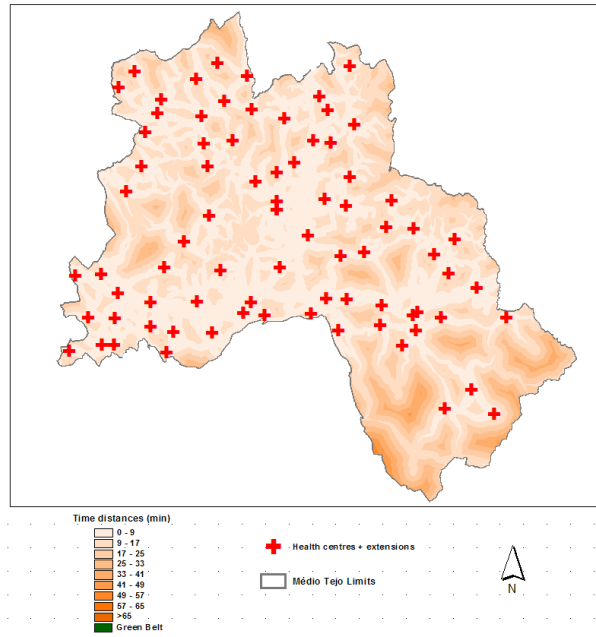 Time distances (min)
0 - 9
9 - 17
17 - 25
25 - 33
33 - 41
41 - 49
49 - 57
57 - 65
>65
Green Belt
Health centres + extensions
Médio Tejo Limits
N